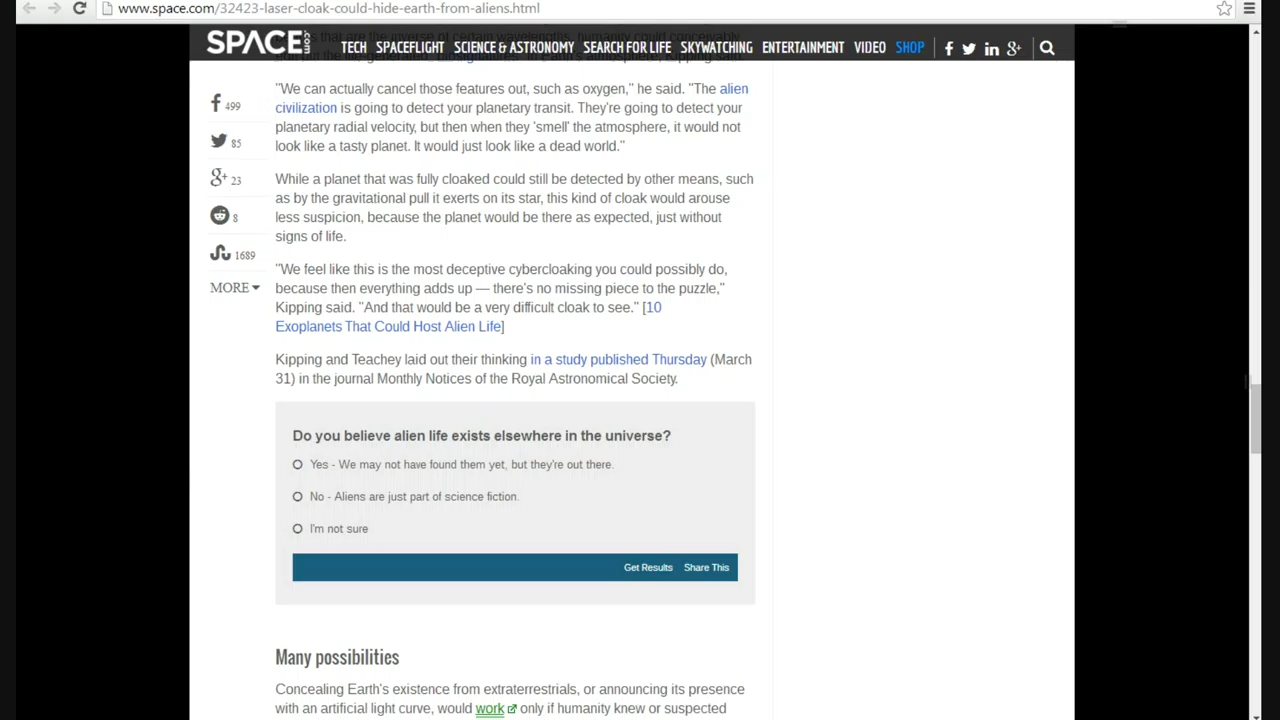 www.space.com/32423-laser-cloak-could-hide-earth-from-aliens.html
SPACE.com TECH SPACEFLIGHT SCIENCE & ASTRONOMY SEARCH FOR LIFE SKYWATCHING ENTERTAINMENT VIDEO SHOP
"We can actually cancel those features out, such as oxygen," he said. "The alien
civilization is going to detect your planetary transit. They're going to detect your
planetary radial velocity, but then when they 'smell' the atmosphere, it would not
look like a tasty planet. It would just look like a dead world."
499
85
23
8
1689
MORE
While a planet that was fully cloaked could still be detected by other means, such
as by the gravitational pull it exerts on its star, this kind of cloak would arouse
less suspicion, because the planet would be there as expected, just without
signs of life.
"We feel like this is the most deceptive cybercloaking you could possibly do,
because then everything adds up — there's no missing piece to the puzzle,"
Kipping said. "And that would be a very difficult cloak to see." [10
Exoplanets That Could Host Alien Life]
Kipping and Teachey laid out their thinking in a study published Thursday (March
31) in the journal Monthly Notices of the Royal Astronomical Society.
Do you believe alien life exists elsewhere in the universe?
Yes - We may not have found them yet, but they're out there.
No - Aliens are just part of science fiction.
I'm not sure
Get Results Share This
Many possibilities
Concealing Earth's existence from extraterrestrials, or announcing its presence
with an artificial light curve, would work only if humanity knew or suspected